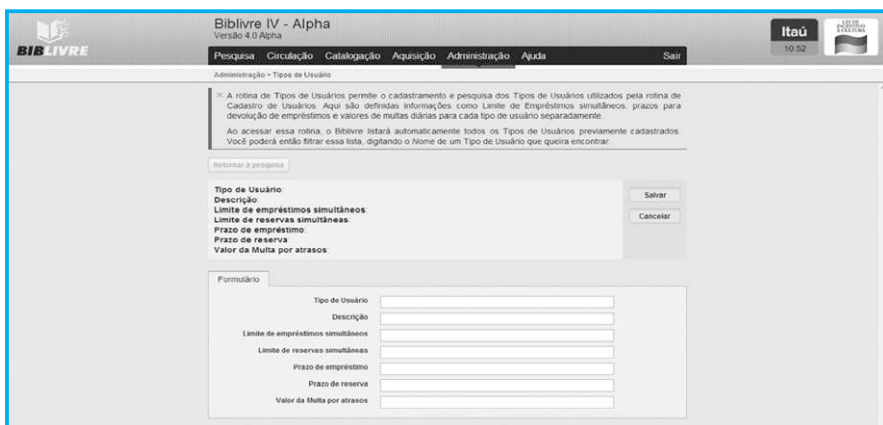 Biblivre IV - Alpha
Versão 4.0 Alpha
BIBLIVRE
Itaú
10:52
LEI DE
INCENTIVO
À CULTURA
Pesquisa Circulação Catalogação Aquisição Administração Ajuda Sair
Administração > Tipos de Usuário
× A rotina de Tipos de Usuários permite o cadastramento e pesquisa dos Tipos de Usuários utilizados pela rotina de
Cadastro de Usuários. Aqui são definidas informações como Limite de Empréstimos simultâneos, prazos para
devolução de empréstimos e valores de multas diárias para cada tipo de usuário separadamente.
Ao acessar essa rotina, o Biblivre listará automaticamente todos os Tipos de Usuários previamente cadastrados.
Você poderá então filtrar essa lista, digitando o Nome de um Tipo de Usuário que queira encontrar.
Retornar à pesquisa
Tipo de Usuário:
Descrição:
Limite de empréstimos simultâneos:
Limite de reservas simultâneas:
Prazo de empréstimo:
Prazo de reserva:
Valor da Multa por atrasos:
Salvar
Cancelar
Formulário
Tipo de Usuário
Descrição
Limite de empréstimos simultâneos
Limite de reservas simultâneas
Prazo de empréstimo
Prazo de reserva
Valor da Multa por atrasos